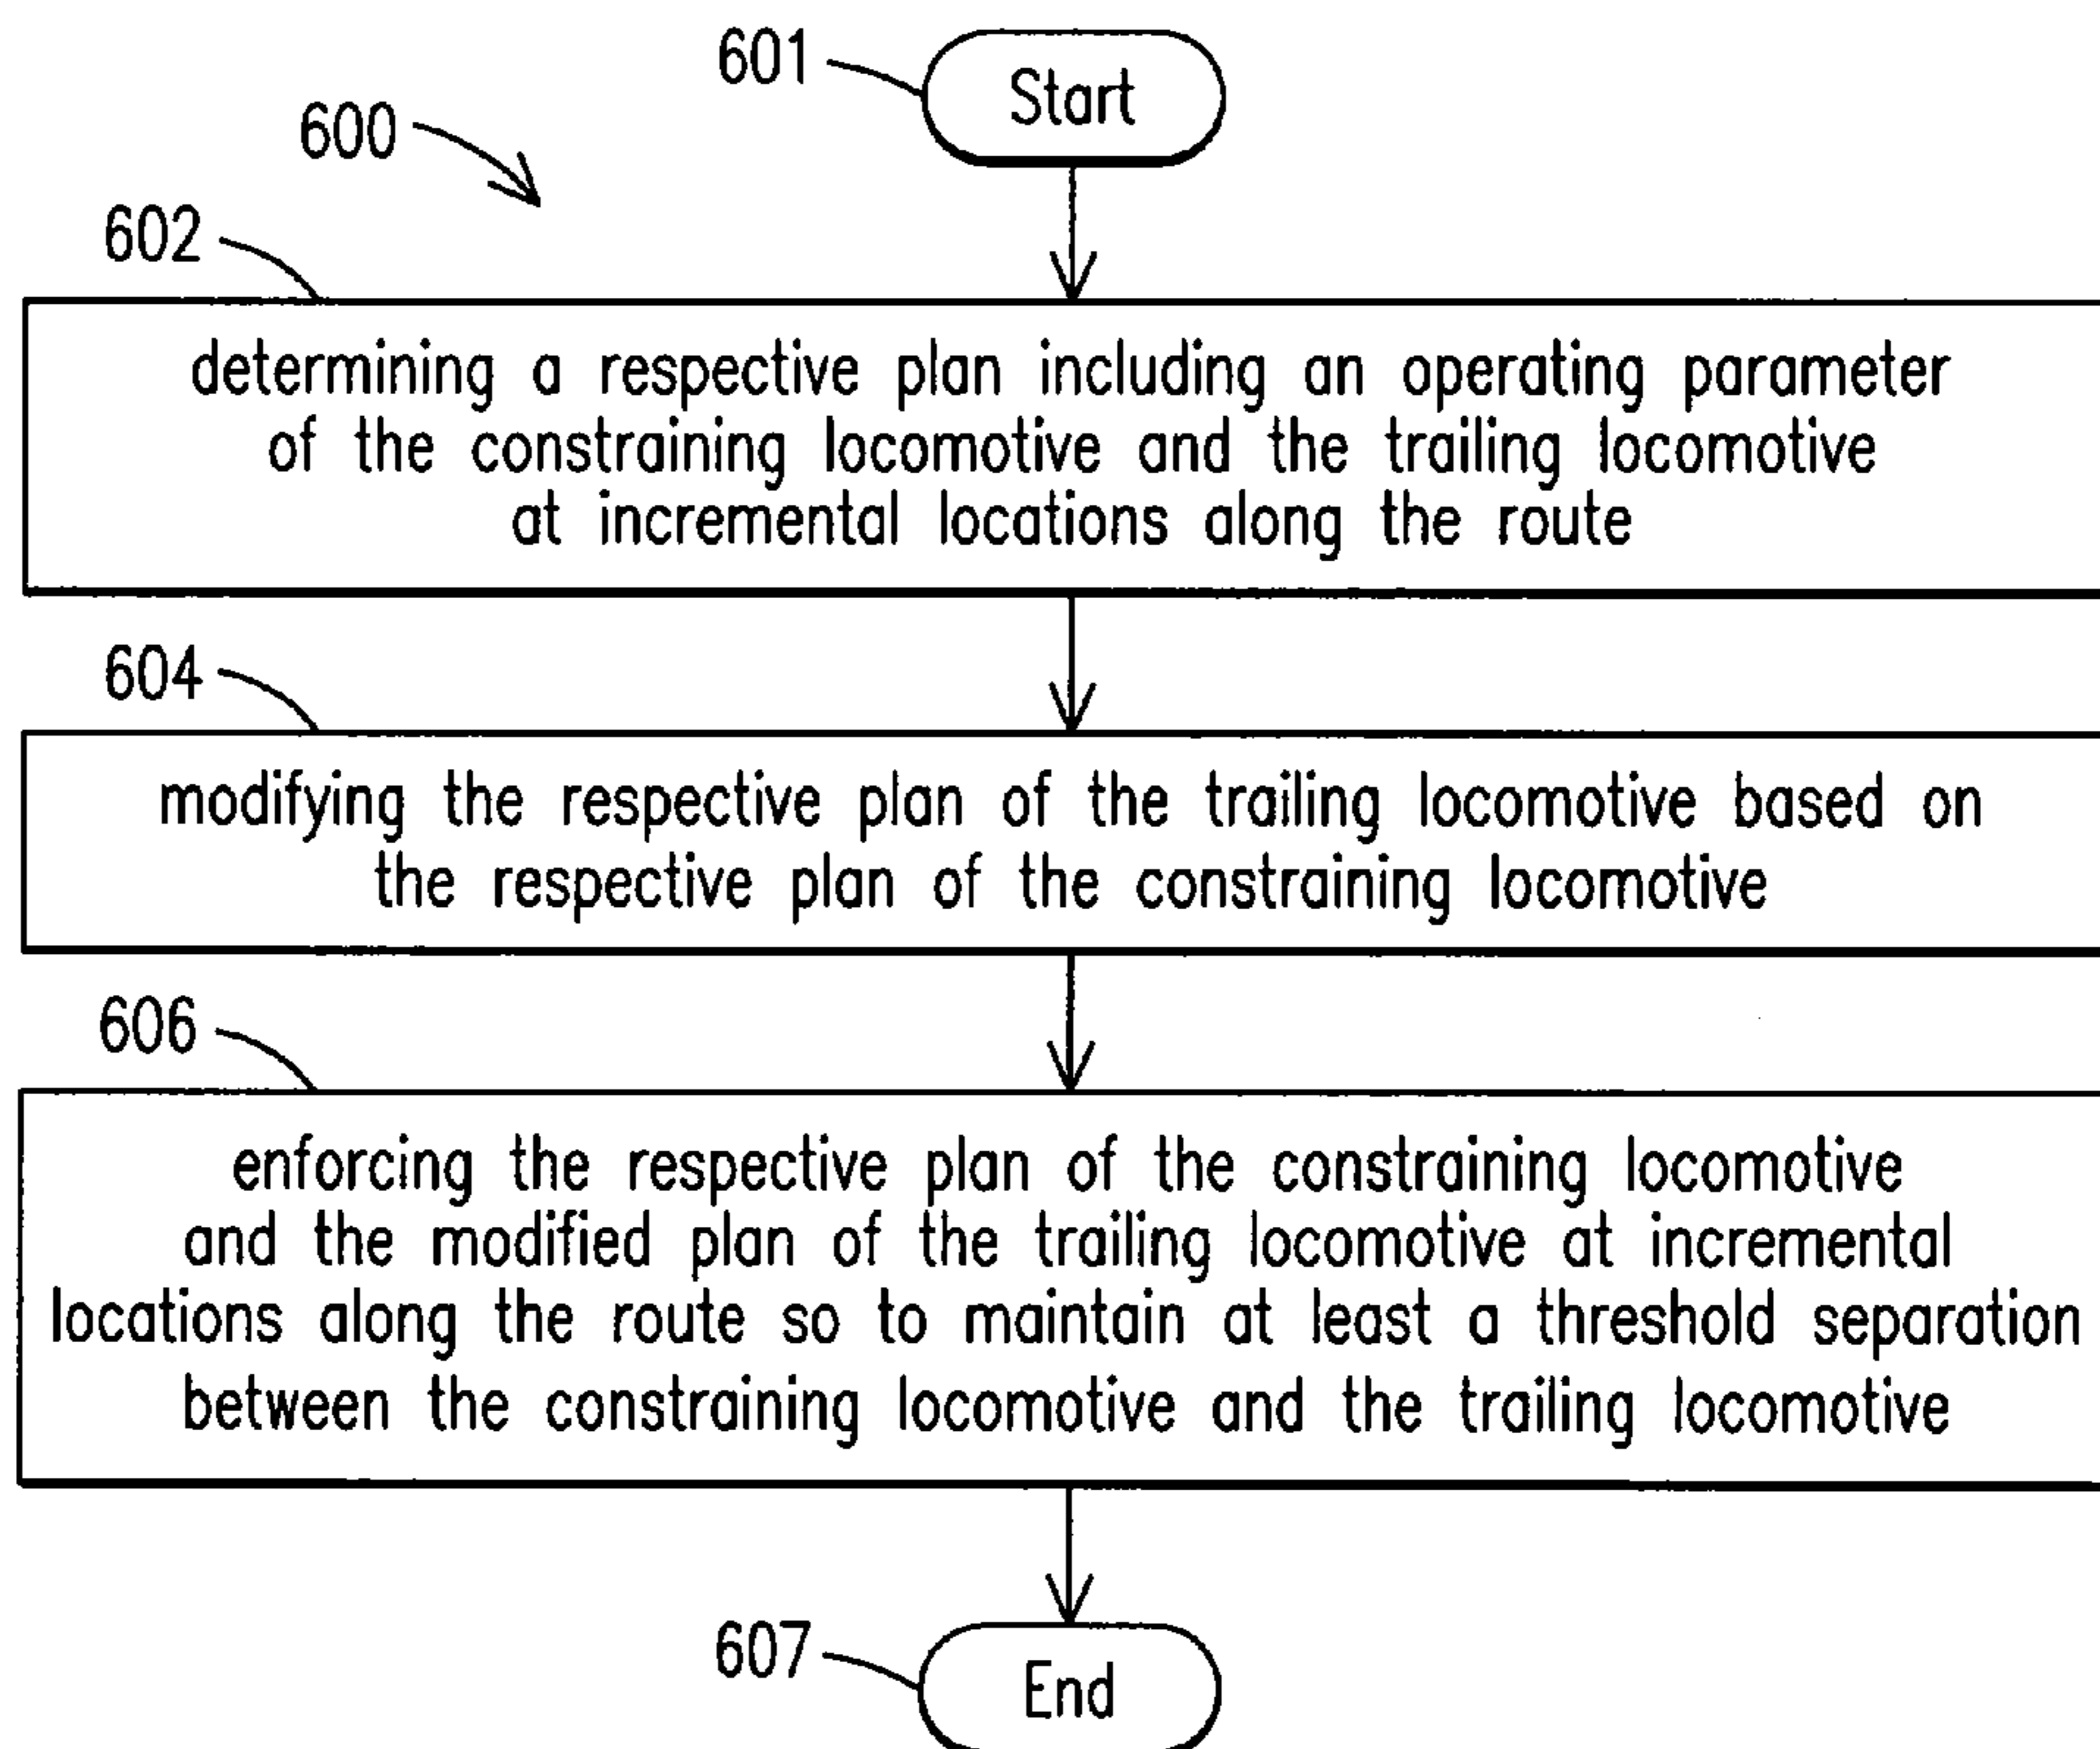 601
Start
600
602
determining a respective plan including an operating parameter
of the constraining locomotive and the trailing locomotive
at incremental locations along the route
604
modifying the respective plan of the trailing locomotive based on
the respective plan of the constraining locomotive
606
enforcing the respective plan of the constraining locomotive
and the modified plan of the trailing locomotive at incremental
locations along the route so to maintain at least a threshold separation
between the constraining locomotive and the trailing locomotive
607
End